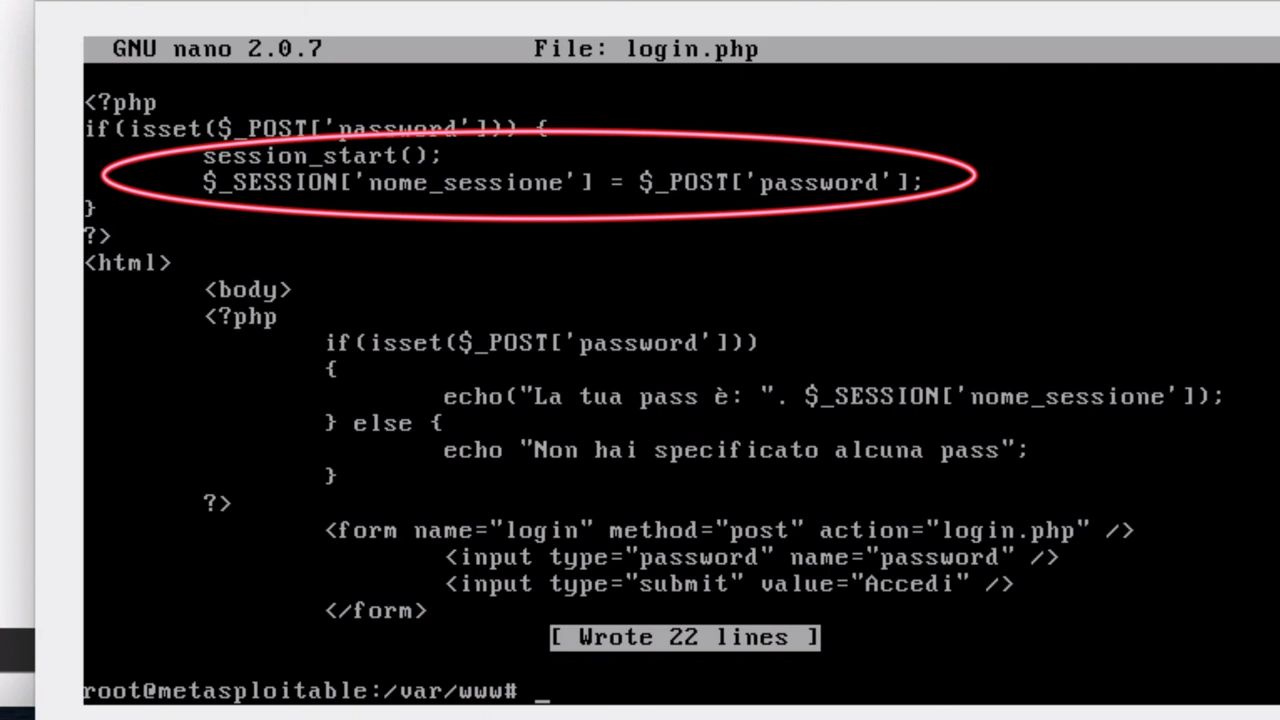 GNU nano 2.0.7 File: login.php
<?php
if(isset($_POST['password'])) {
session_start();
$_SESSION['nome_sessione'] = $_POST['password'];
}
?>
<html>
<body>
<?php
if(isset($_POST['password']))
{
echo("La tua pass è: ". $_SESSION['nome_sessione']);
} else {
echo "Non hai specificato alcuna pass";
}
?>
<form name="login" method="post" action="login.php" />
<input type="password" name="password" />
<input type="submit" value="Accedi" />
</form>
[ Wrote 22 lines ]
root@metasploitable:/var/www# _